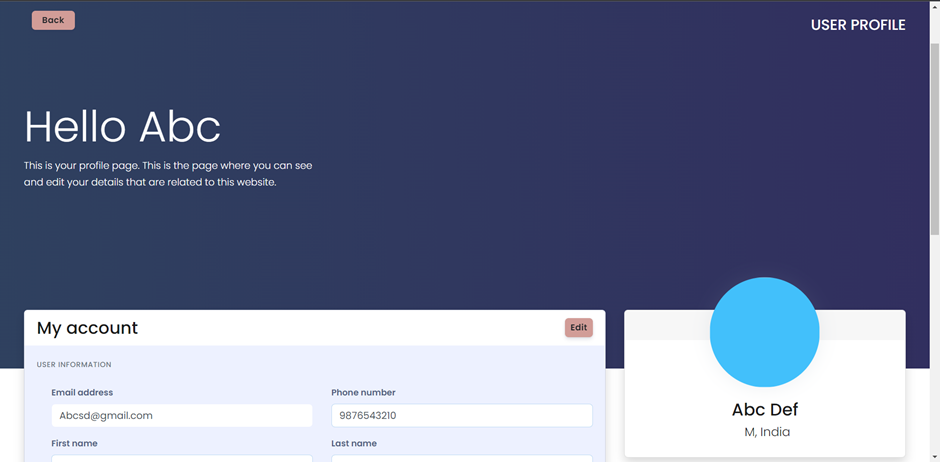 Back
USER PROFILE
Hello Abc
This is your profile page. This is the page where you can see
and edit your details that are related to this website.
My account
Edit
USER INFORMATION
Email address
Phone number
Abcsd@gmail.com
9876543210
First name
Last name
Abc Def
M, India